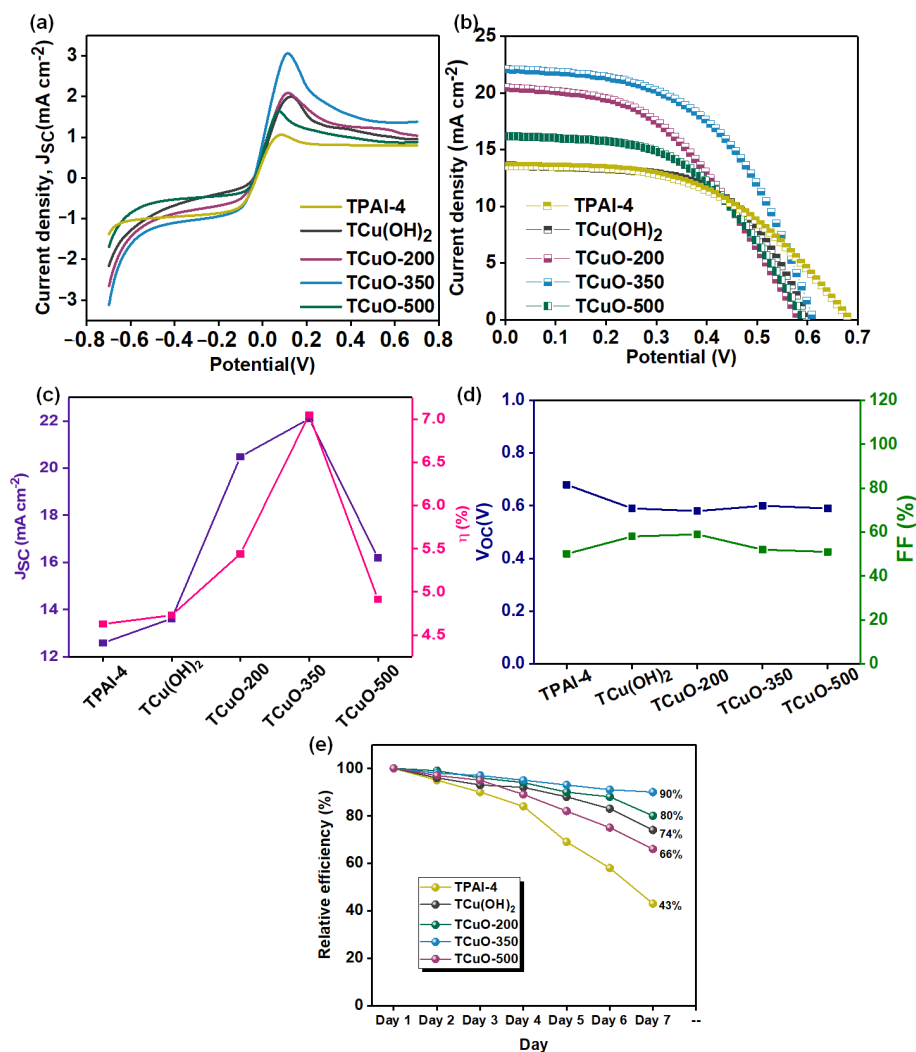 (a)
Current density, JSC(mA cm-2)
3
2
1
0
−1
−2
−3
−0.8 −0.6 −0.4 −0.2 0.0 0.2 0.4 0.6 0.8
Potential(V)
TPAI-4
TCu(OH)2
TCuO-200
TCuO-350
TCuO-500
(b)
Current density (mA cm-2)
25
20
15
10
5
0
0.0 0.1 0.2 0.3 0.4 0.5 0.6 0.7
Potential (V)
TPAI-4
TCu(OH)2
TCuO-200
TCuO-350
TCuO-500
(c)
JSC (mA cm-2)
22
20
18
16
14
12
7.0
6.5
6.0
5.5
5.0
4.5
η (%)
TPAI-4
TCu(OH)2
TCuO-200
TCuO-350
TCuO-500
(d)
VOC(V)
1.0
0.8
0.6
0.4
0.2
0.0
120
100
80
60
40
20
0
FF (%)
TPAI-4
TCu(OH)2
TCuO-200
TCuO-350
TCuO-500
(e)
Relative efficiency (%)
100
80
60
40
20
0
90%
80%
74%
66%
43%
TPAI-4
TCu(OH)2
TCuO-200
TCuO-350
TCuO-500
Day 1 Day 2 Day 3 Day 4 Day 5 Day 6 Day 7 --
Day